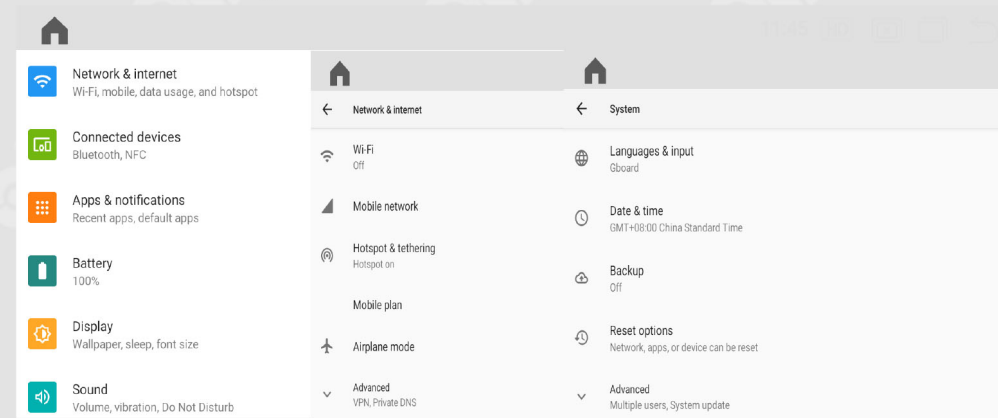 Network & internet
Wi-Fi, mobile, data usage, and hotspot
Connected devices
Bluetooth, NFC
Apps & notifications
Recent apps, default apps
Battery
100%
Display
Wallpaper, sleep, font size
Sound
Volume, vibration, Do Not Disturb
Network & internet
Wi-Fi
Off
Mobile network
Hotspot & tethering
Hotspot on
Mobile plan
Airplane mode
Advanced
VPN, Private DNS
System
Languages & input
Gboard
Date & time
GMT+08:00 China Standard Time
Backup
Off
Reset options
Network, apps, or device can be reset
Advanced
Multiple users, System update